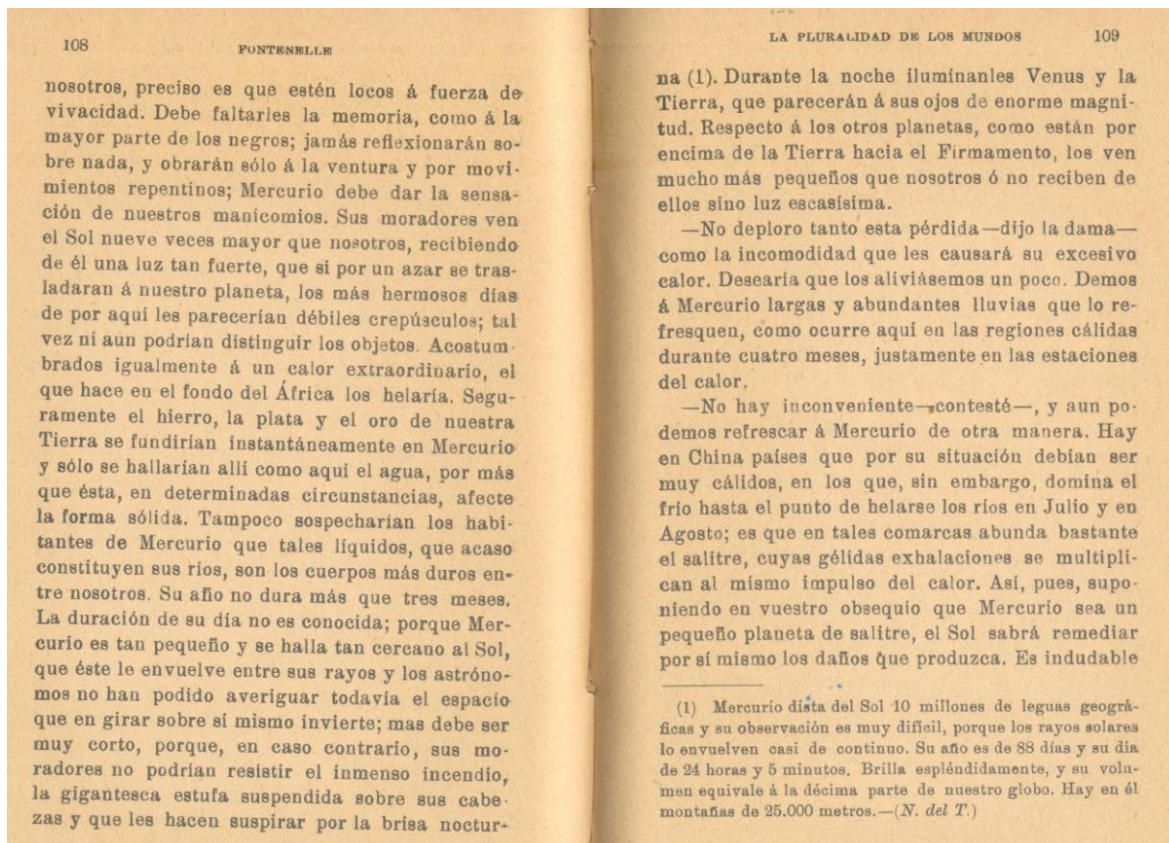 108
FONTENELLE
nosotros, preciso es que estén locos á fuerza de
vivacidad. Debe faltarles la memoria, como á la
mayor parte de los negros; jamás reflexionarán so-
bre nada, y obrarán sólo á la ventura y por movi-
mientos repentinos; Mercurio debe dar la sensa-
ción de nuestros manicomios. Sus moradores ven
el Sol nueve veces mayor que nosotros, recibiendo
de él una luz tan fuerte, que si por un azar se tras-
ladaran á nuestro planeta, los más hermosos días
de por aquí les parecerían débiles crepúsculos; tal
vez ni aun podrían distinguir los objetos. Acostum-
brados igualmente á un calor extraordinario, el
que hace en el fondo del África los helaría. Segu-
ramente el hierro, la plata y el oro de nuestra
Tierra se fundirían instantáneamente en Mercurio
y sólo se hallarían allí como aquí el agua, por más
que ésta, en determinadas circunstancias, afecte
la forma sólida. Tampoco sospecharían los habi-
tantes de Mercurio que tales líquidos, que acaso
constituyen sus ríos, son los cuerpos más duros en-
tre nosotros. Su año no dura más que tres meses.
La duración de su día no es conocida; porque Mer-
curio es tan pequeño y se halla tan cercano al Sol,
que éste le envuelve entre sus rayos y los astróno-
mos no han podido averiguar todavía el espacio
que en girar sobre sí mismo invierte; mas debe ser
muy corto, porque, en caso contrario, sus mo-
radores no podrían resistir el inmenso incendio,
la gigantesca estufa suspendida sobre sus cabe-
zas y que les hacen suspirar por la brisa noctur-
LA PLURALIDAD DE LOS MUNDOS
109
na (1). Durante la noche iluminanles Venus y la
Tierra, que parecerán á sus ojos de enorme magni-
tud. Respecto á los otros planetas, como están por
encima de la Tierra hacia el Firmamento, los ven
mucho más pequeños que nosotros ó no reciben de
ellos sino luz escasísima.
—No deploro tanto esta pérdida—dijo la dama—
como la incomodidad que les causará su excesivo
calor. Desearía que los aliviásemos un poco. Demos
á Mercurio largas y abundantes lluvias que lo re-
fresquen, como ocurre aquí en las regiones cálidas
durante cuatro meses, justamente en las estaciones
del calor.
—No hay inconveniente—contesté—, y aun po-
demos refrescar á Mercurio de otra manera. Hay
en China países que por su situación debían ser
muy cálidos, en los que, sin embargo, domina el
frío hasta el punto de helarse los ríos en Julio y en
Agosto; es que en tales comarcas abunda bastante
el salitre, cuyas gélidas exhalaciones se multipli-
can al mismo impulso del calor. Así, pues, supo-
niendo en vuestro obsequio que Mercurio sea un
pequeño planeta de salitre, el Sol sabrá remediar
por sí mismo los daños que produzca. Es indudable
(1) Mercurio dista del Sol 10 millones de leguas geográ-
ficas y su observación es muy difícil, porque los rayos solares
lo envuelven casi de continuo. Su año es de 88 días y su día
de 24 horas y 5 minutos. Brilla espléndidamente, y su volu-
men equivale á la décima parte de nuestro globo. Hay en él
montañas de 25.000 metros.—(N. del T.)